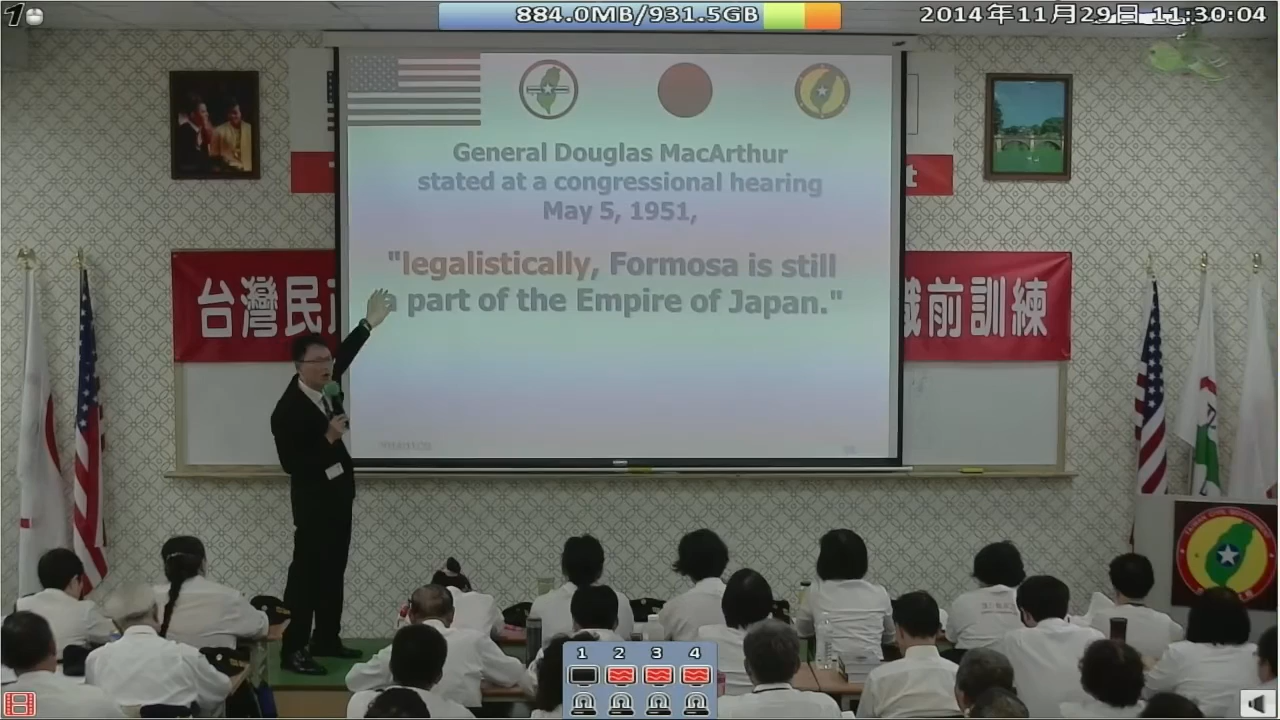 1
884.0MB/931.5GB
2014年11月29日 11:30:04
General Douglas MacArthur
stated at a congressional hearing
May 5, 1951,
"legalistically, Formosa is still
a part of the Empire of Japan."
t
台灣民
職前訓練
1 2 3 4